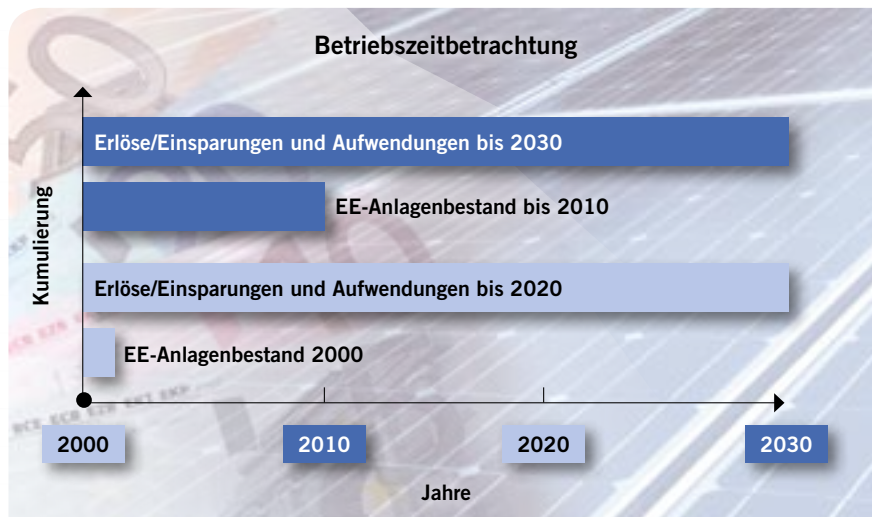 Betriebszeitbetrachtung
Kumulierung
Erlöse/Einsparungen und Aufwendungen bis 2030
EE-Anlagenbestand bis 2010
Erlöse/Einsparungen und Aufwendungen bis 2020
EE-Anlagenbestand 2000
2000
2010
2020
2030
Jahre